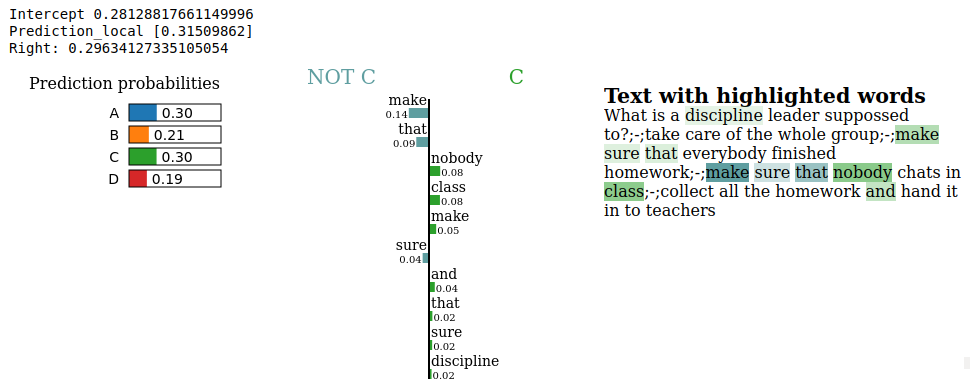 Intercept 0.28128817661149996
Prediction_local [0.31509862]
Right: 0.29634127335105054
Prediction probabilities
A 0.30
B 0.21
C 0.30
D 0.19
NOT C
C
make
0.14
that
0.09
nobody
0.08
class
0.08
make
0.05
sure
0.04
and
0.04
that
0.02
sure
0.02
discipline
0.02
Text with highlighted words
What is a discipline leader suppossed
to?;-;take care of the whole group;-;make
sure that everybody finished
homework;-;make sure that nobody chats in
class;-;collect all the homework and hand it
in to teachers